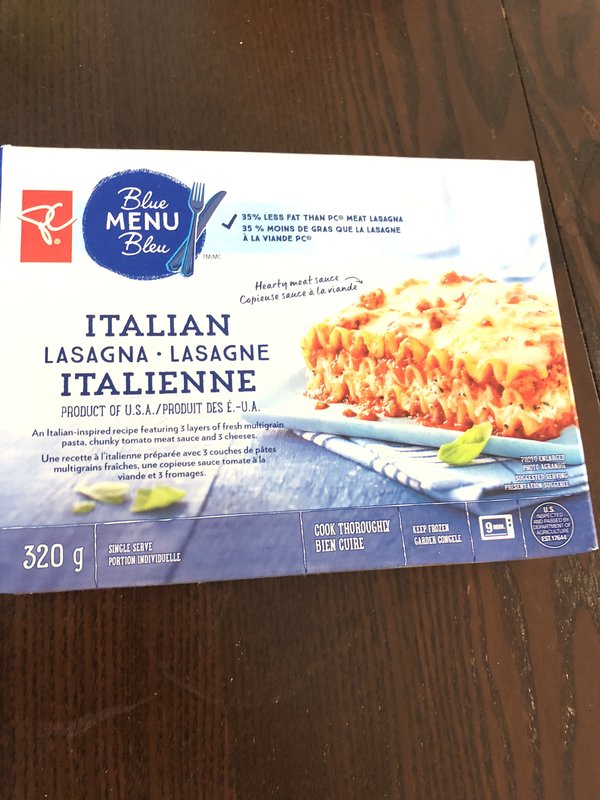 PC®
Blue
MENU
Bleu
TM/MC
35% LESS FAT THAN PC® MEAT LASAGNA
35 % MOINS DE GRAS QUE LA LASAGNE
À LA VIANDE PC®
Hearty meat sauce
Copieuse sauce à la viande
ITALIAN
LASAGNA • LASAGNE
ITALIENNE
PRODUCT OF U.S.A./PRODUIT DES É.-U.A.
An Italian-inspired recipe featuring 3 layers of fresh multigrain
pasta, chunky tomato meat sauce and 3 cheeses.
Une recette à l'italienne préparée avec 3 couches de pâtes
multigrains fraîches, une copieuse sauce tomate à la
viande et 3 fromages.
PHOTO ENLARGED
PHOTO AGRANDIE
SUGGESTED SERVING
PRÉSENTATION SUGGÉRÉE
320 g
SINGLE SERVE
PORTION INDIVIDUELLE
COOK THOROUGHLY
BIEN CUIRE
KEEP FROZEN
GARDER CONGELÉ
9 MIN.
U.S.
INSPECTED
AND PASSED BY
DEPARTMENT OF
AGRICULTURE
EST. 17644